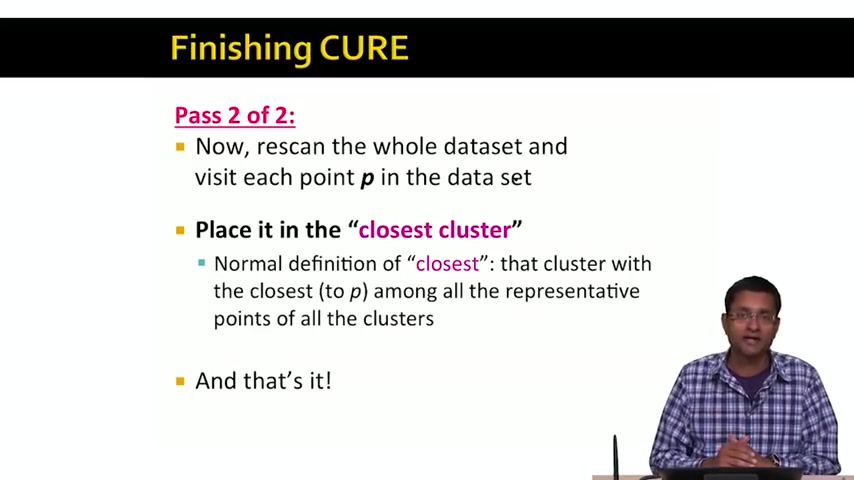 Finishing CURE
Pass 2 of 2:
Now, rescan the whole dataset and
visit each point p in the data set
Place it in the “closest cluster”
Normal definition of “closest”: that cluster with
the closest (to p) among all the representative
points of all the clusters
And that’s it!